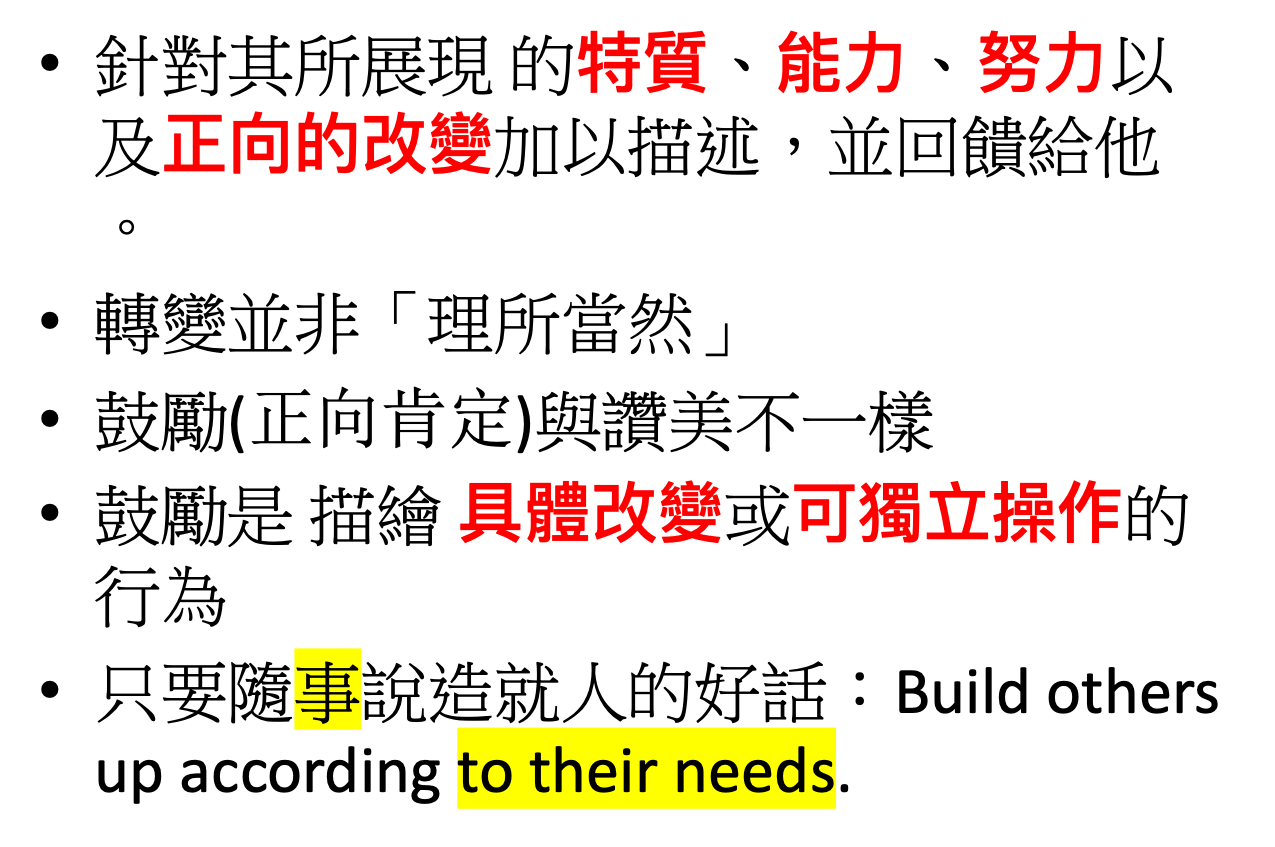 • 針對其所展現 的特質、能力、努力以
及正向的改變加以描述，並回饋給他
。
• 轉變並非「理所當然」
• 鼓勵(正向肯定)與讚美不一樣
• 鼓勵是 描繪 具體改變或可獨立操作的
行為
• 只要隨事說造就人的好話：Build others
up according to their needs.